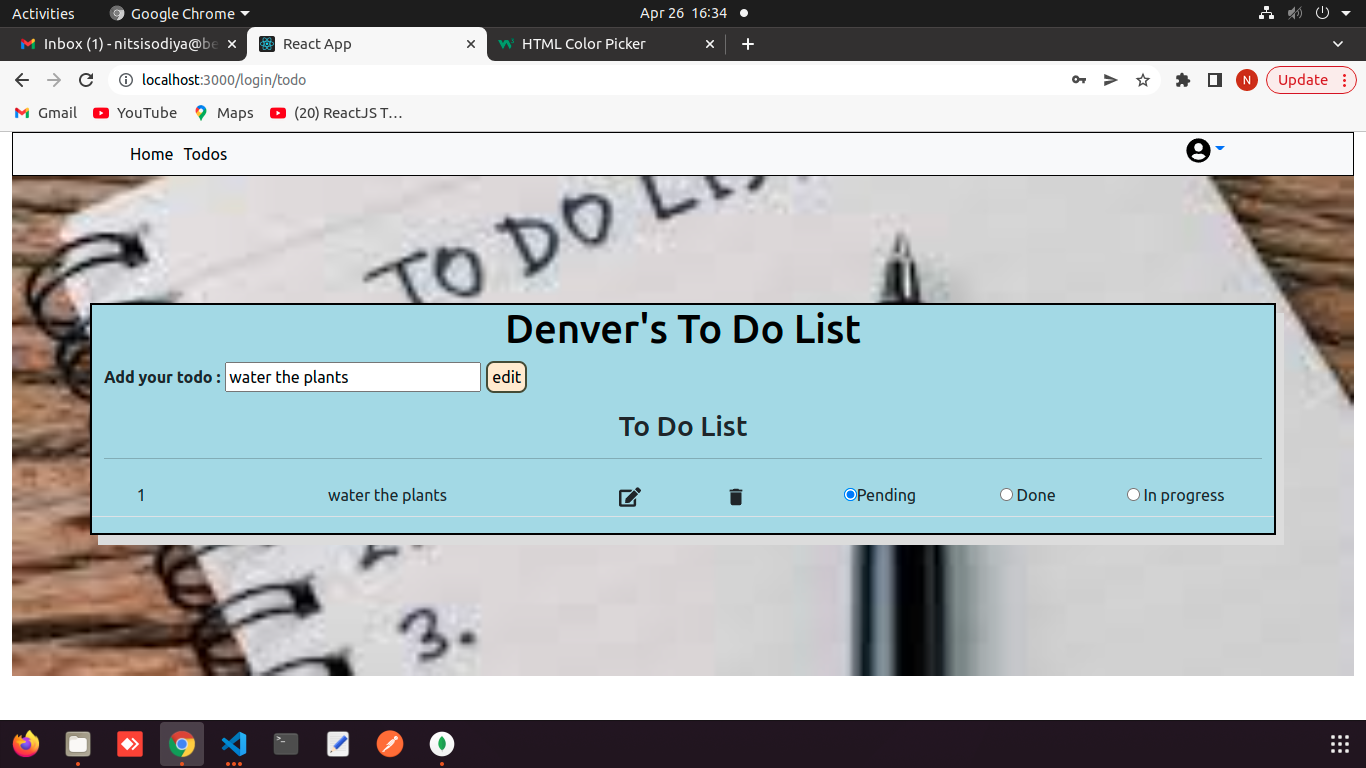 Activities Google Chrome Apr 26 16:34
Inbox (1) - nitsisodiya@be React App HTML Color Picker
localhost:3000/login/todo N Update
Gmail YouTube Maps (20) ReactJS T…
Home Todos
TO DO LIST
Denver's To Do List
Add your todo : water the plants edit
To Do List
1 water the plants Pending Done In progress
3.